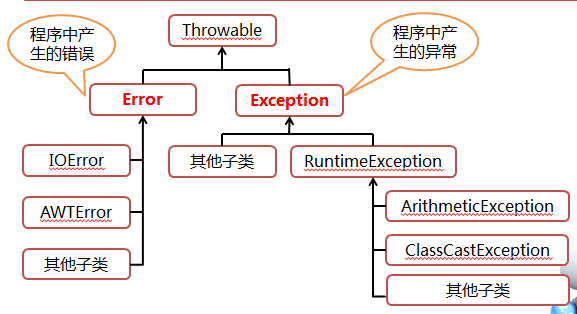 程序中产
生的错误
Throwable
程序中产
生的异常
Error
Exception
IOError
其他子类
RuntimeException
AWTError
ArithmeticException
其他子类
ClassCastException
其他子类